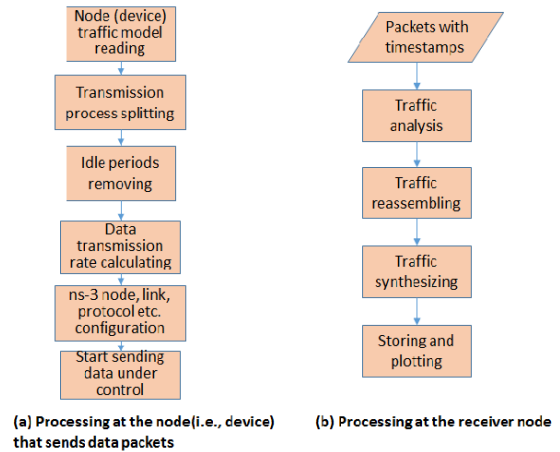 Node (device)
traffic model
reading
Transmission
process splitting
Idle periods
removing
Data
transmission
rate calculating
ns-3 node, link,
protocol etc.
configuration
Start sending
data under
control
(a) Processing at the node(i.e., device)
that sends data packets
Packets with
timestamps
Traffic
analysis
Traffic
reassembling
Traffic
synthesizing
Storing and
plotting
(b) Processing at the receiver node